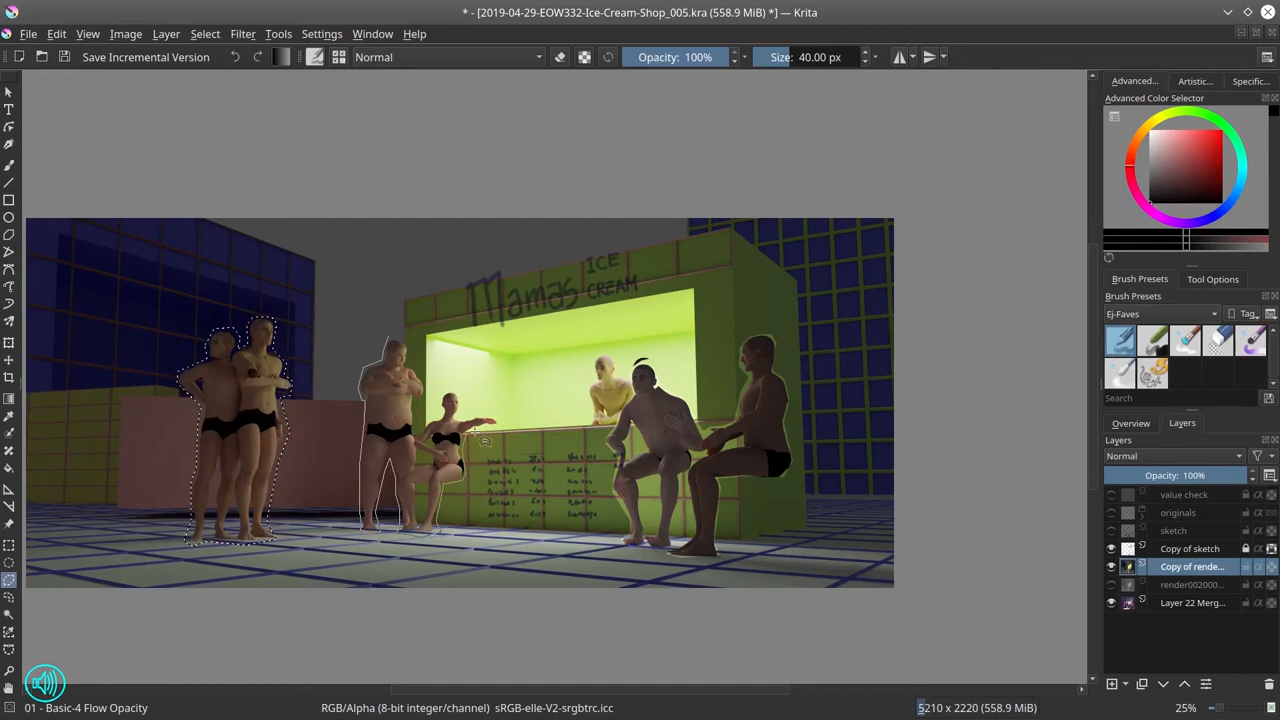 * - [2019-04-29-EOW332-Ice-Cream-Shop_005.kra (558.9 MiB) *] — Krita
File Edit View Image Layer Select Filter Tools Settings Window Help
Save Incremental Version Normal Opacity: 100% Size: 40.00 px
Advanced... Artistic... Specific...
Advanced Color Selector
Mamas ICE CREAM
Brush Presets Tool Options
Brush Presets
Ej-Faves Tag
Search
Overview Layers
Layers
Normal
Opacity: 100%
value check
originals
sketch
Copy of sketch
Copy of rende...
render002000...
Layer 22 Merg...
01 - Basic-4 Flow Opacity RGB/Alpha (8-bit integer/channel) sRGB-elle-V2-srgbtrc.icc 5210 x 2220 (558.9 MiB) 25%